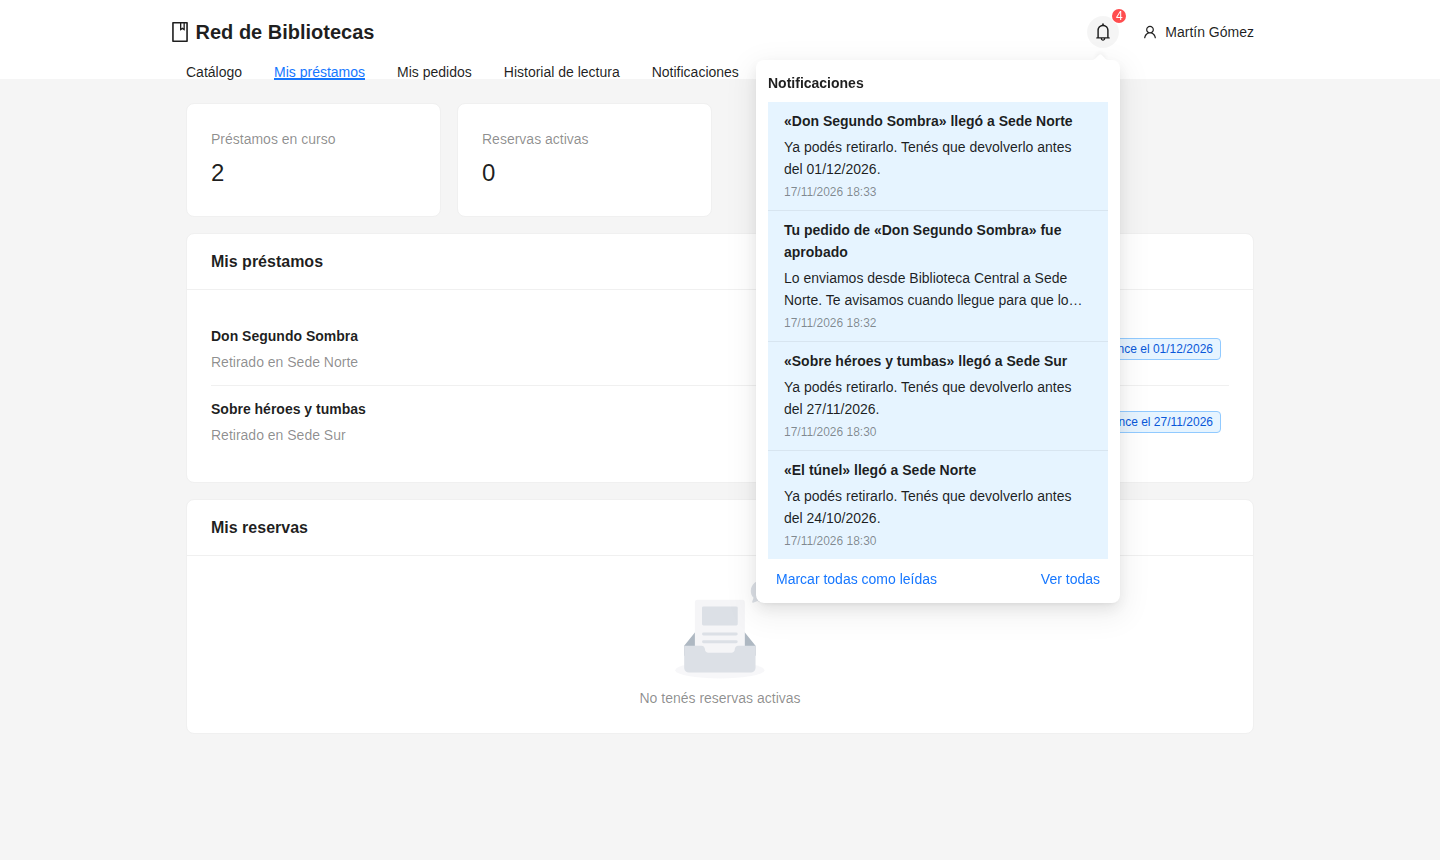 Red de Bibliotecas
4
Martín Gómez
Catálogo
Mis préstamos
Mis pedidos
Historial de lectura
Notificaciones
Préstamos en curso
2
Reservas activas
0
Mis préstamos
Don Segundo Sombra
Retirado en Sede Norte
el 01/12/2026
Sobre héroes y tumbas
Retirado en Sede Sur
el 27/11/2026
Mis reservas
No tenés reservas activas
Notificaciones
«Don Segundo Sombra» llegó a Sede Norte
Ya podés retirarlo. Tenés que devolverlo antes
del 01/12/2026.
17/11/2026 18:33
Tu pedido de «Don Segundo Sombra» fue
aprobado
Lo enviamos desde Biblioteca Central a Sede
Norte. Te avisamos cuando llegue para que lo…
17/11/2026 18:32
«Sobre héroes y tumbas» llegó a Sede Sur
Ya podés retirarlo. Tenés que devolverlo antes
del 27/11/2026.
17/11/2026 18:30
«El túnel» llegó a Sede Norte
Ya podés retirarlo. Tenés que devolverlo antes
del 24/10/2026.
17/11/2026 18:30
Marcar todas como leídas
Ver todas